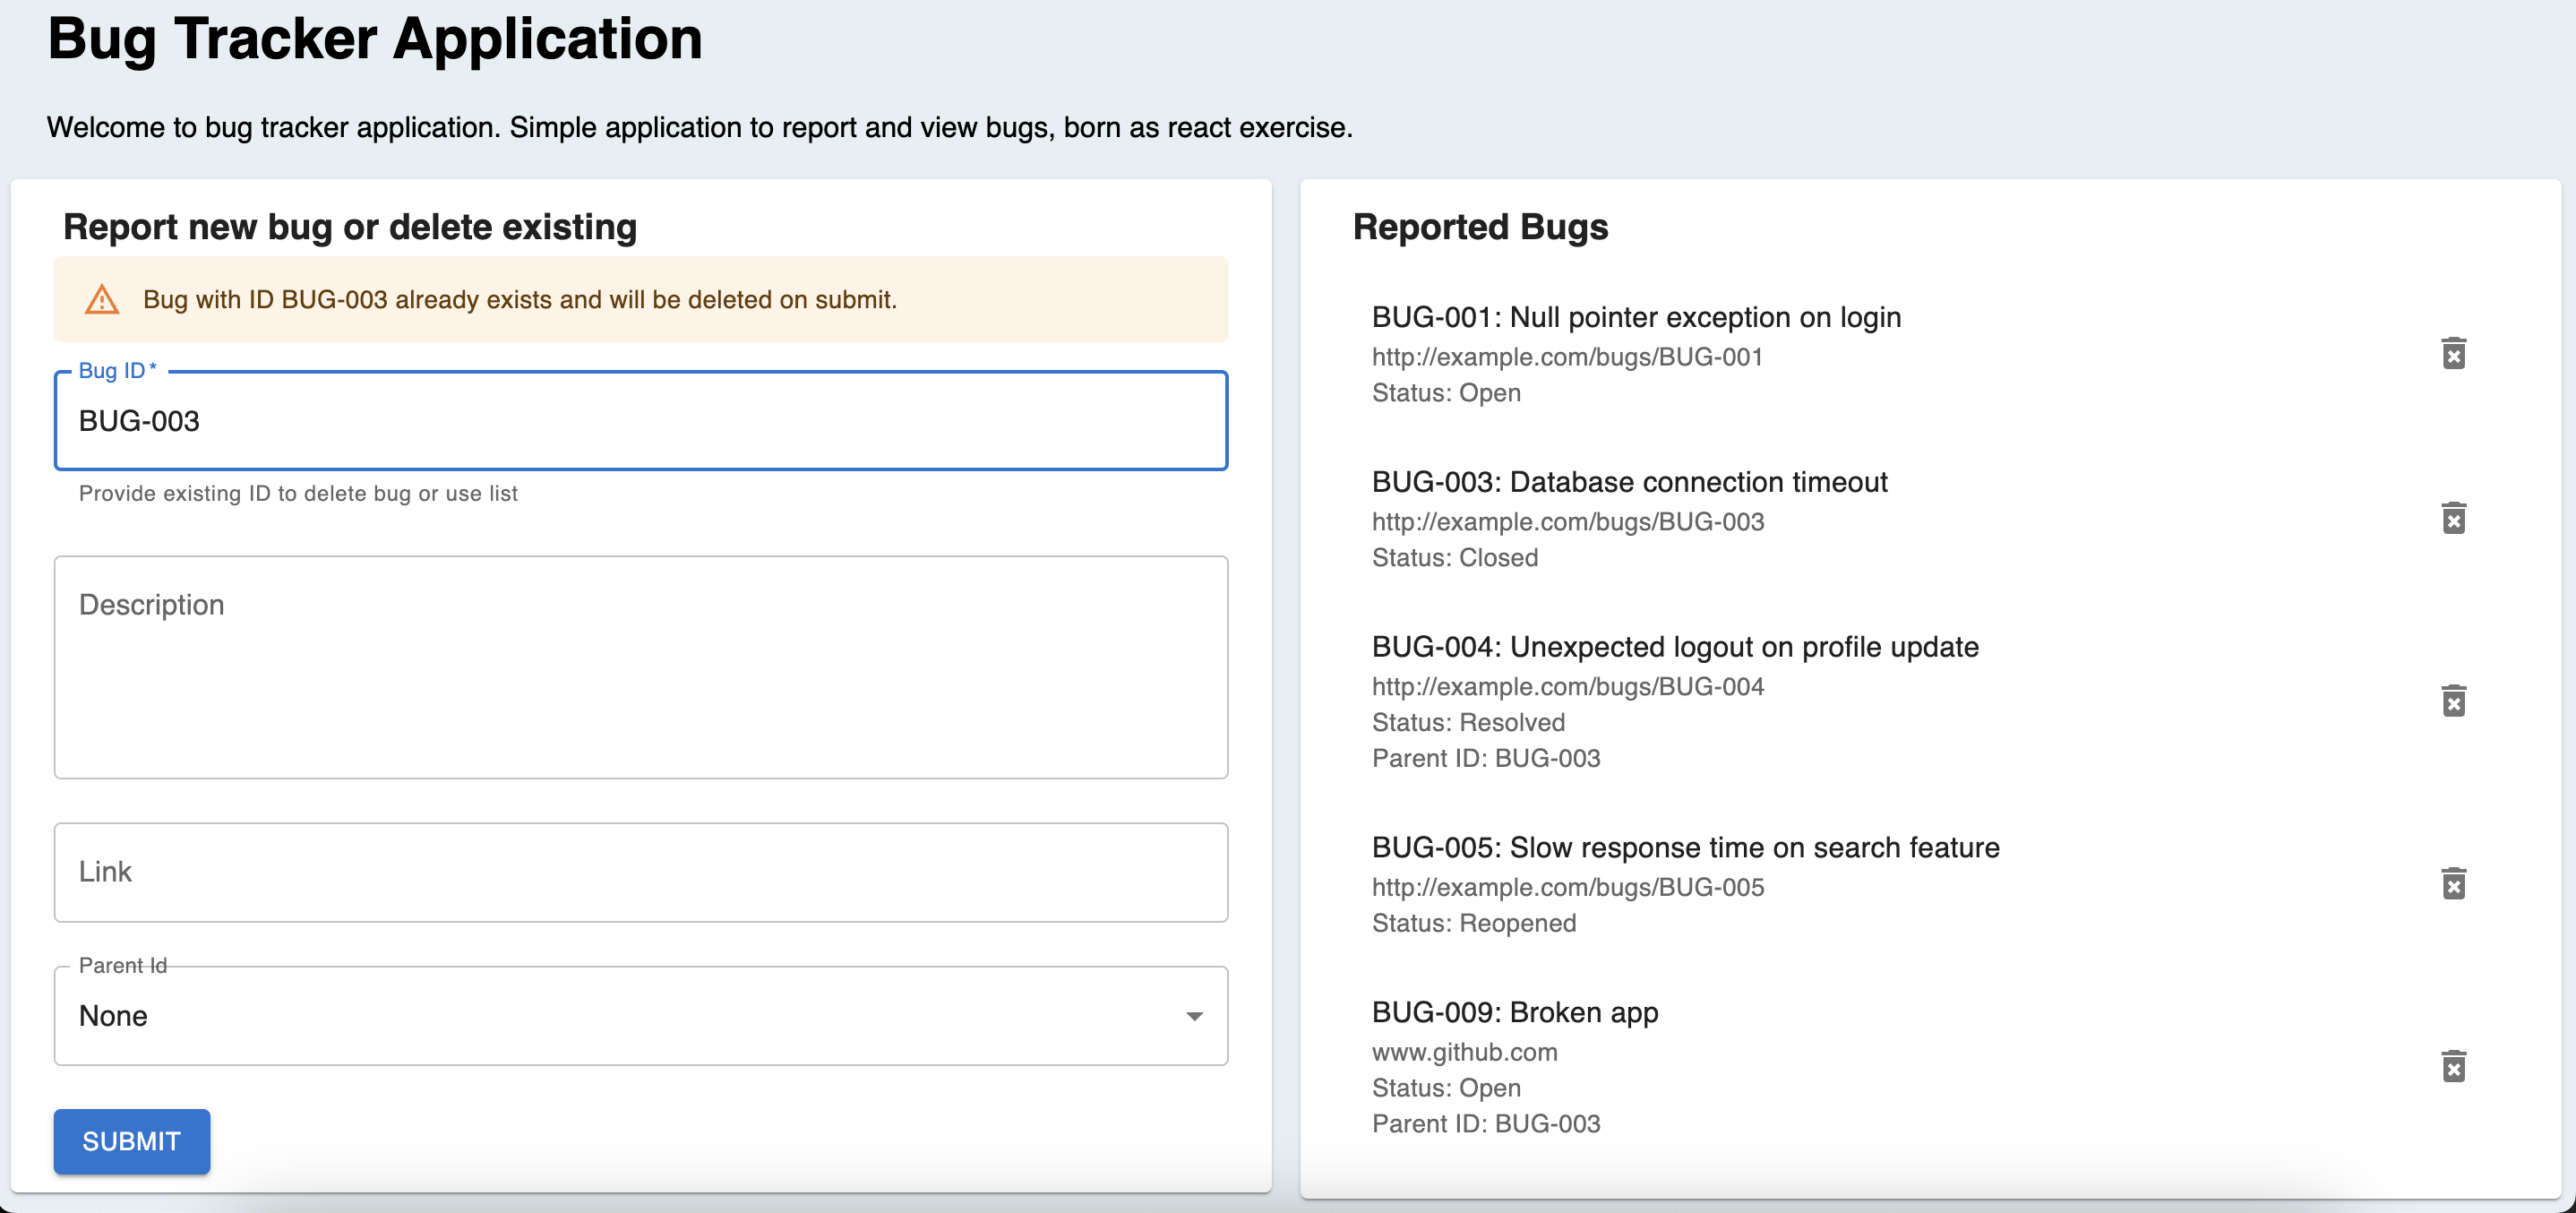 Bug Tracker Application
Welcome to bug tracker application. Simple application to report and view bugs, born as react exercise.
Report new bug or delete existing
Bug with ID BUG-003 already exists and will be deleted on submit.
Bug ID *
BUG-003
Provide existing ID to delete bug or use list
Description
Link
Parent Id
None
SUBMIT
Reported Bugs
BUG-001: Null pointer exception on login
http://example.com/bugs/BUG-001
Status: Open
BUG-003: Database connection timeout
http://example.com/bugs/BUG-003
Status: Closed
BUG-004: Unexpected logout on profile update
http://example.com/bugs/BUG-004
Status: Resolved
Parent ID: BUG-003
BUG-005: Slow response time on search feature
http://example.com/bugs/BUG-005
Status: Reopened
BUG-009: Broken app
www.github.com
Status: Open
Parent ID: BUG-003